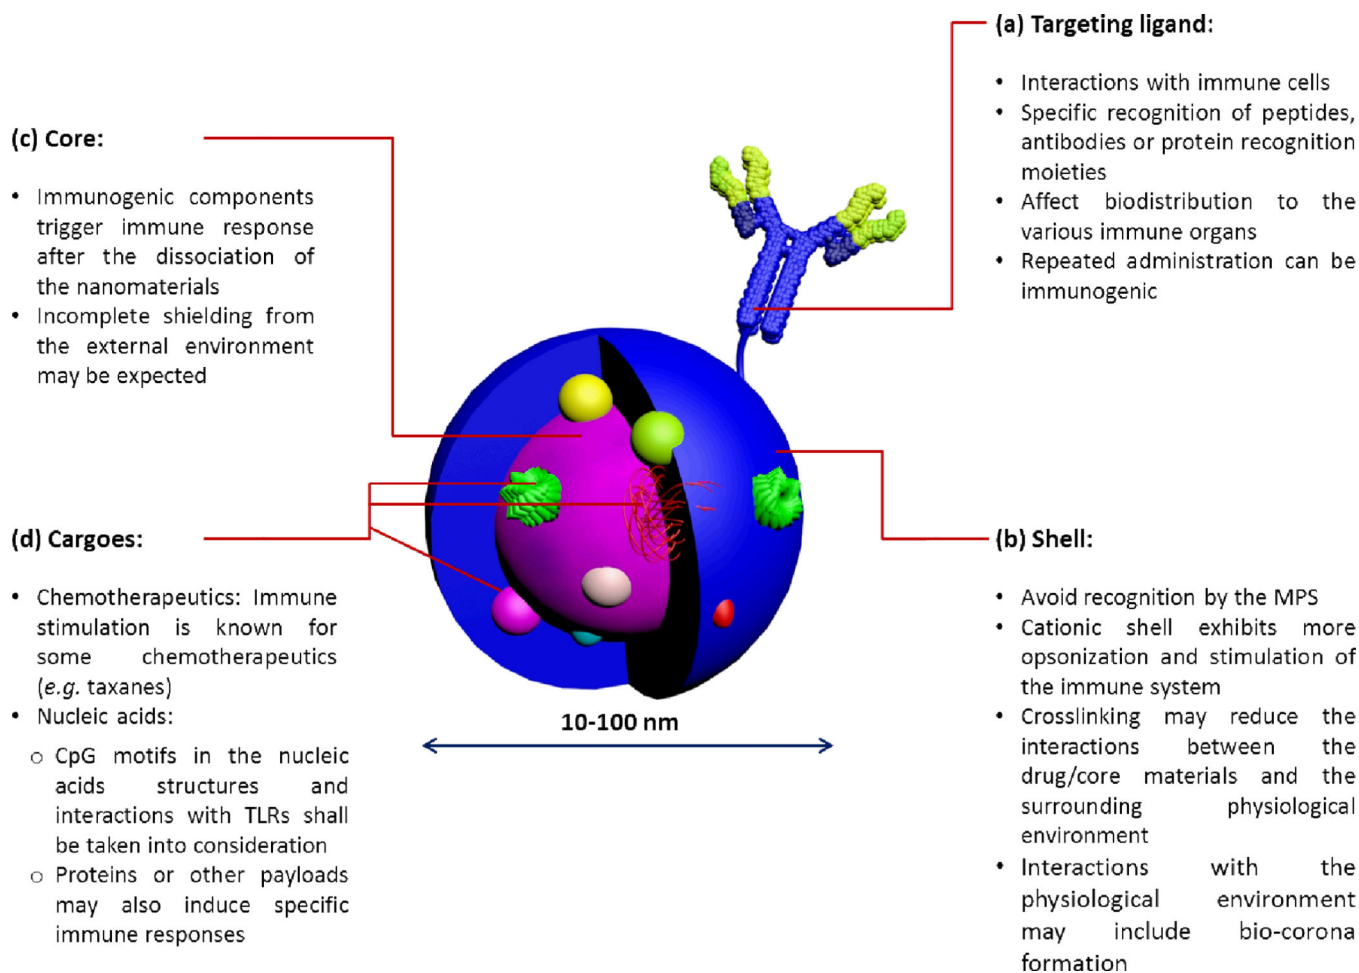 (a) Targeting ligand:
• Interactions with immune cells
• Specific recognition of peptides,
antibodies or protein recognition
moieties
• Affect biodistribution to the
various immune organs
• Repeated administration can be
immunogenic
(c) Core:
• Immunogenic components
trigger immune response
after the dissociation of
the nanomaterials
• Incomplete shielding from
the external environment
may be expected
(d) Cargoes:
• Chemotherapeutics: Immune
stimulation is known for
some chemotherapeutics
(e.g. taxanes)
• Nucleic acids:
o CpG motifs in the nucleic
acids structures and
interactions with TLRs shall
be taken into consideration
o Proteins or other payloads
may also induce specific
immune responses
10-100 nm
(b) Shell:
• Avoid recognition by the MPS
• Cationic shell exhibits more
opsonization and stimulation of
the immune system
• Crosslinking may reduce the
interactions between the
drug/core materials and the
surrounding physiological
environment
• Interactions with the
physiological environment
may include bio-corona
formation